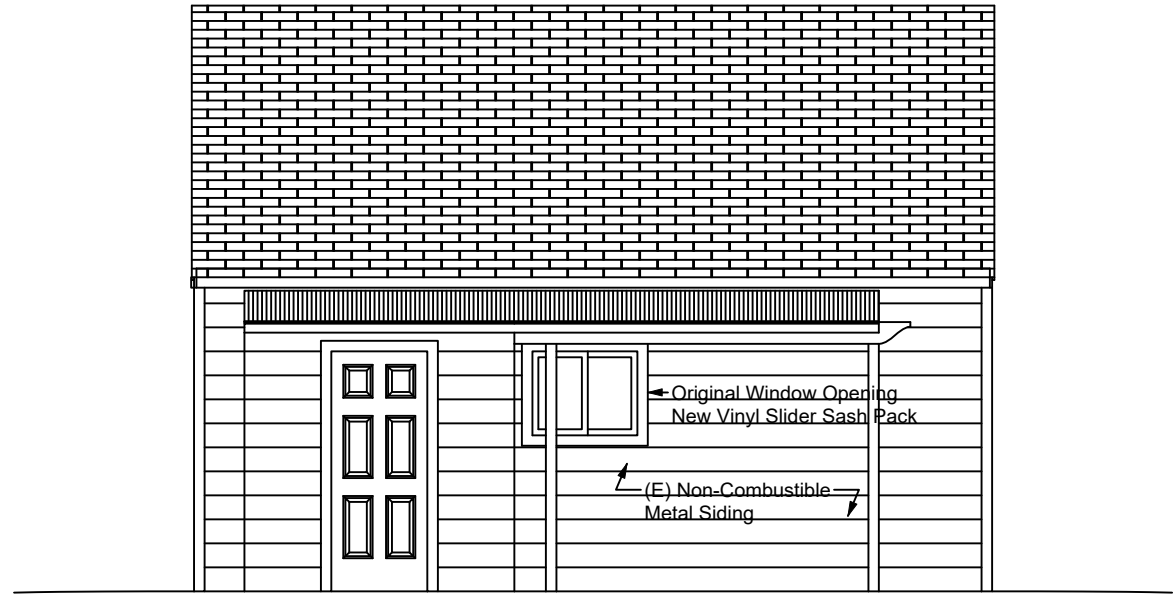 Original Window Opening
New Vinyl Slider Sash Pack
(E) Non-Combustible
Metal Siding